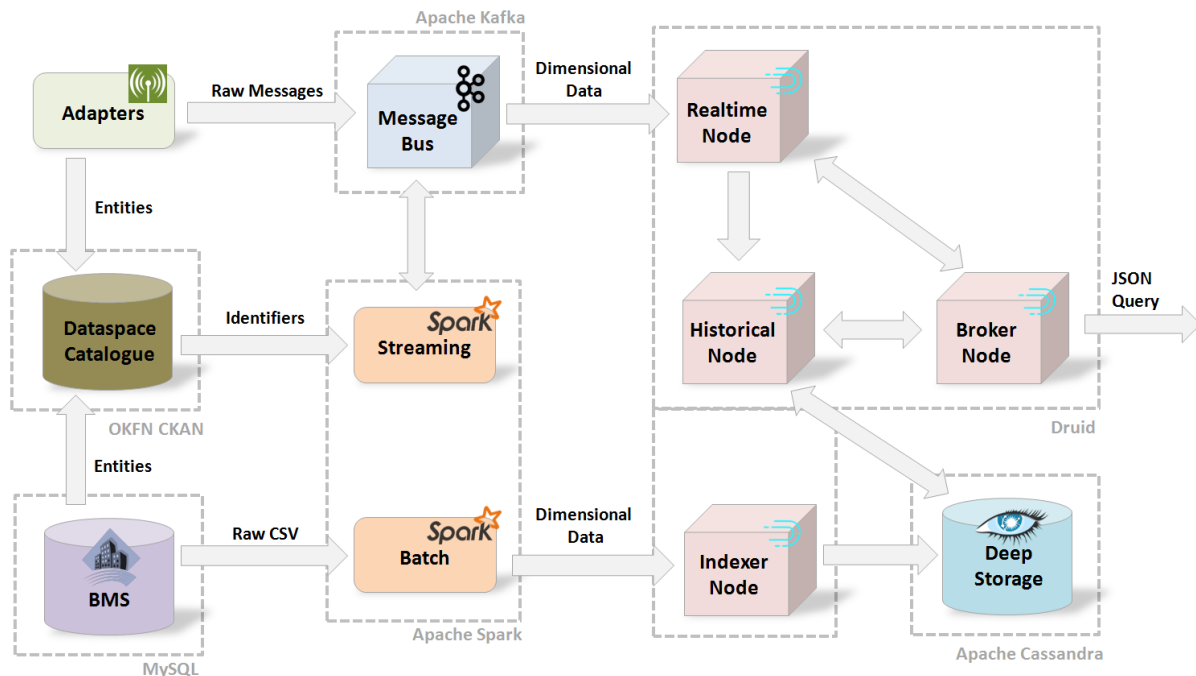 Apache Kafka
Adapters
Raw Messages
Message
Bus
Dimensional
Data
Realtime
Node
Entities
Dataspace
Catalogue
OKFN CKAN
Identifiers
Spark
Streaming
Historical
Node
Broker
Node
JSON
Query
Druid
Entities
BMS
MySQL
Raw CSV
Spark
Batch
Apache Spark
Dimensional
Data
Indexer
Node
Deep
Storage
Apache Cassandra